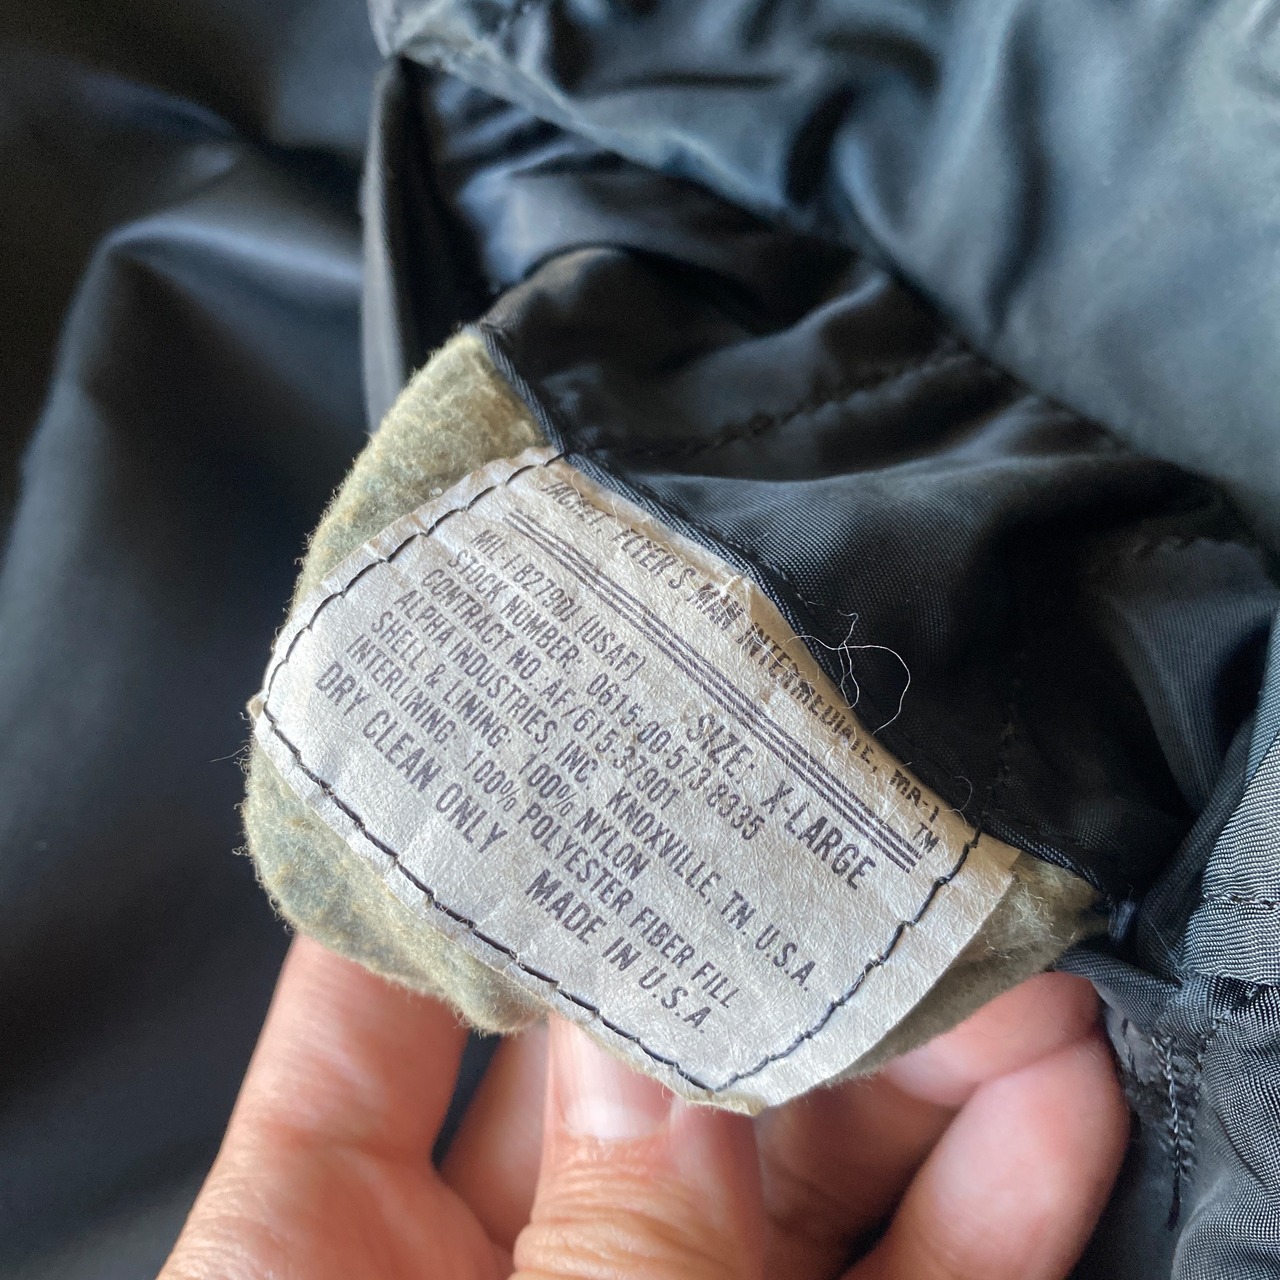 JACKET, FLYER'S MAN INTERMEDIATE, MA-1
TM
SIZE: X-LARGE
MIL-J-8279DJ (USAF)
STOCK NUMBER: 0615-00-573-8335
CONTRACT NO. AF/615-37901
ALPHA INDUSTRIES, INC. KNOXVILLE, TN. U.S.A.
SHELL & LINING: 100% NYLON
INTERLINING: 100% POLYESTER FIBER FILL
DRY CLEAN ONLY MADE IN U.S.A.